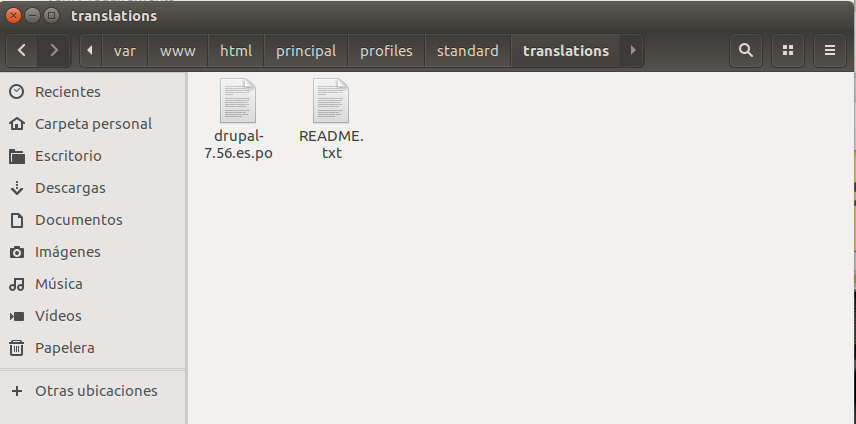 translations
var
www
html
principal
profiles
standard
translations
Recientes
Carpeta personal
Escritorio
Descargas
Documentos
Imágenes
Música
Vídeos
Papelera
Otras ubicaciones
drupal-
7.56.es.po
README.
txt